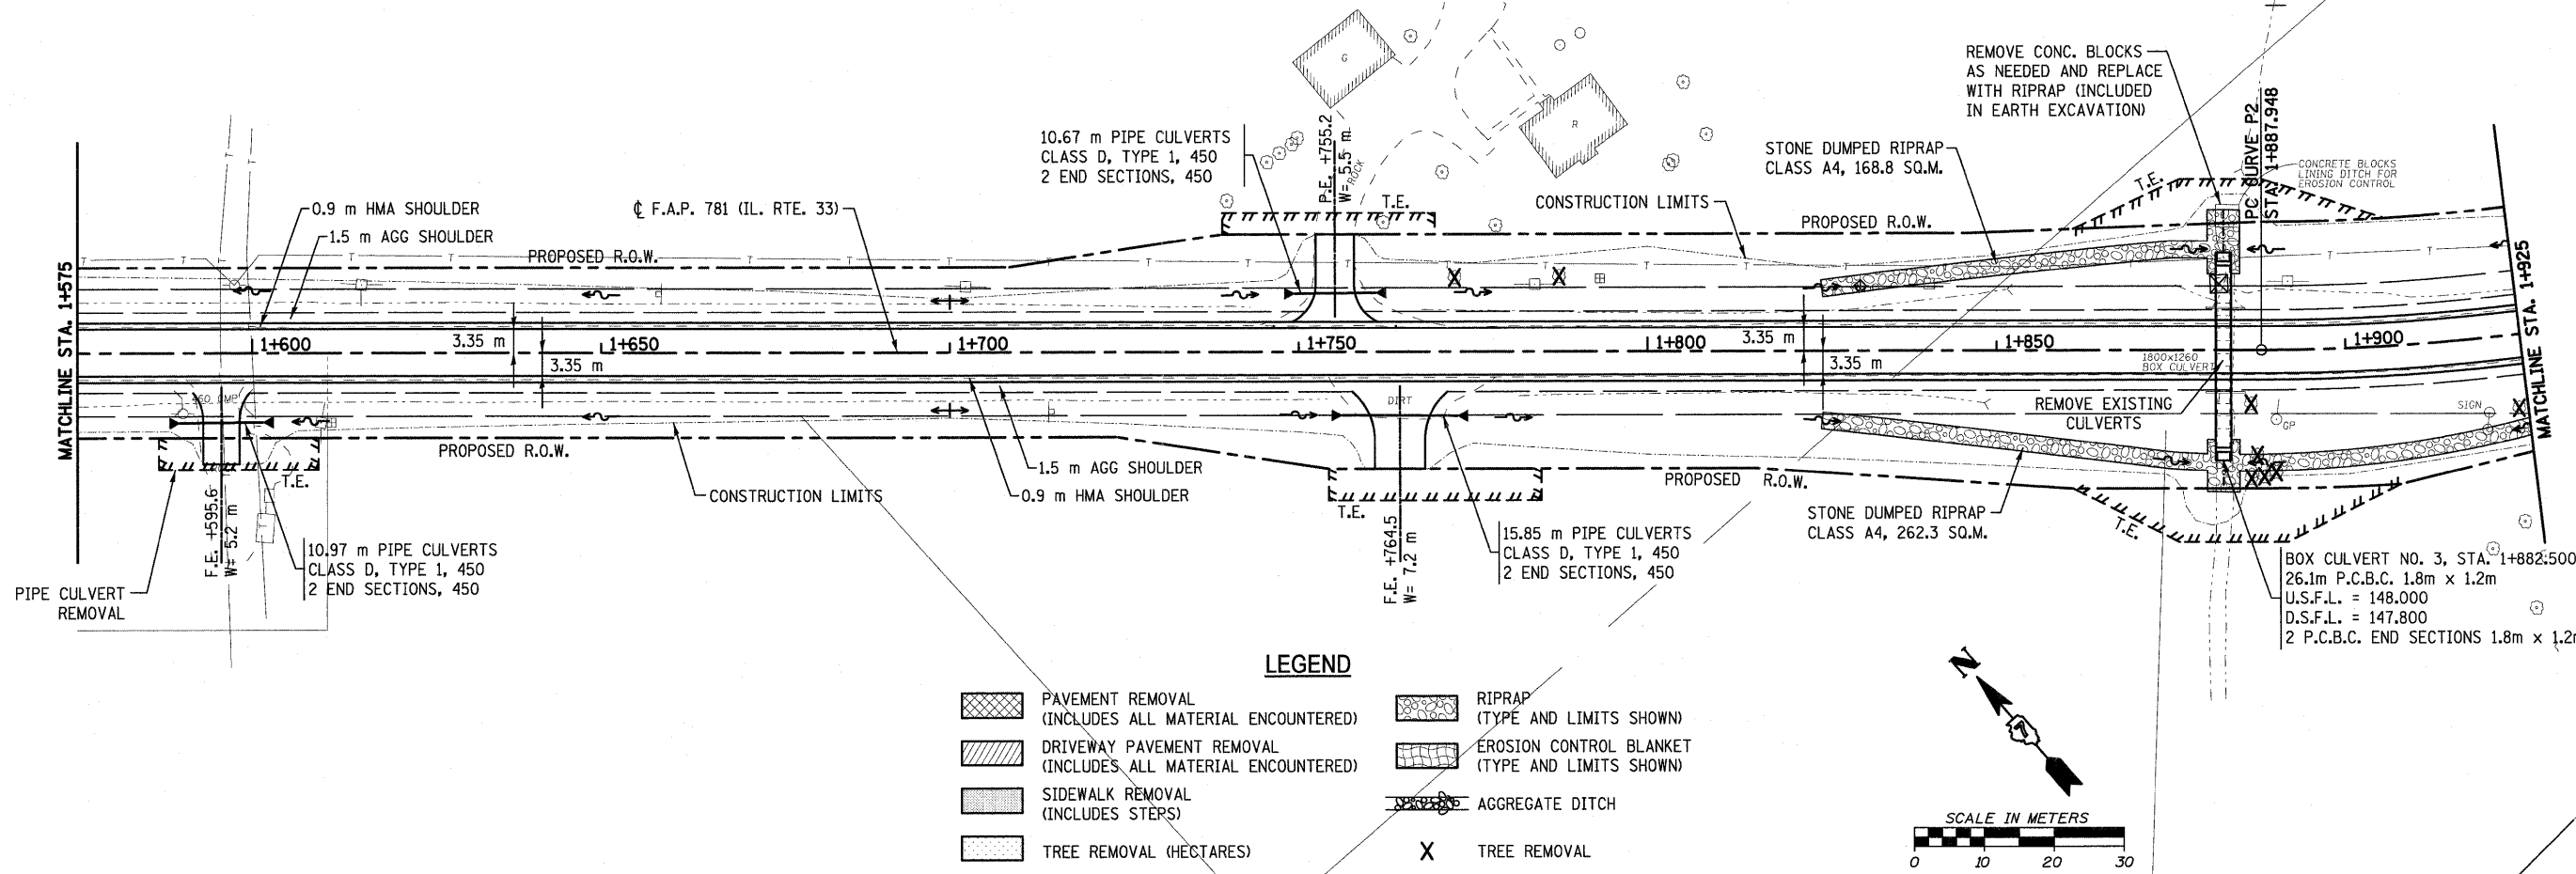 REMOVE CONC. BLOCKS
AS NEEDED AND REPLACE
WITH RIPRAP (INCLUDED
IN EARTH EXCAVATION)
G
R
10.67 m PIPE CULVERTS
CLASS D, TYPE 1, 450
2 END SECTIONS, 450
P.E. +755.2
W= 5.5 m
ROCK
T.E.
STONE DUMPED RIPRAP
CLASS A4, 168.8 SQ.M.
PC CURVE P2
STA. 1+887.948
CONCRETE BLOCKS
LINING DITCH FOR
EROSION CONTROL
T.E.
0.9 m HMA SHOULDER
1.5 m AGG SHOULDER
℄ F.A.P. 781 (IL. RTE. 33)
CONSTRUCTION LIMITS
PROPOSED R.O.W.
PROPOSED R.O.W.
T T T T T T T T T T
MATCHLINE STA. 1+575
MATCHLINE STA. 1+925
1+600
1+650
1+700
1+750
1+800
1+850
1+900
3.35 m
3.35 m
3.35 m
3.35 m
1800x1260
BOX CULVERT
60 CMP
DIRT
REMOVE EXISTING
CULVERTS
SIGN
GP
PROPOSED R.O.W.
1.5 m AGG SHOULDER
0.9 m HMA SHOULDER
CONSTRUCTION LIMITS
PROPOSED R.O.W.
T.E.
T.E.
T.E.
F.E. +595.6
W= 5.2 m
10.97 m PIPE CULVERTS
CLASS D, TYPE 1, 450
2 END SECTIONS, 450
PIPE CULVERT
REMOVAL
F.E. +764.5
W= 7.2 m
15.85 m PIPE CULVERTS
CLASS D, TYPE 1, 450
2 END SECTIONS, 450
STONE DUMPED RIPRAP
CLASS A4, 262.3 SQ.M.
BOX CULVERT NO. 3, STA. 1+882.500
26.1m P.C.B.C. 1.8m x 1.2m
U.S.F.L. = 148.000
D.S.F.L. = 147.800
2 P.C.B.C. END SECTIONS 1.8m x 1.2m
LEGEND
PAVEMENT REMOVAL
(INCLUDES ALL MATERIAL ENCOUNTERED)
DRIVEWAY PAVEMENT REMOVAL
(INCLUDES ALL MATERIAL ENCOUNTERED)
SIDEWALK REMOVAL
(INCLUDES STEPS)
TREE REMOVAL (HECTARES)
RIPRAP
(TYPE AND LIMITS SHOWN)
EROSION CONTROL BLANKET
(TYPE AND LIMITS SHOWN)
AGGREGATE DITCH
X TREE REMOVAL
N
7
SCALE IN METERS
0 10 20 30